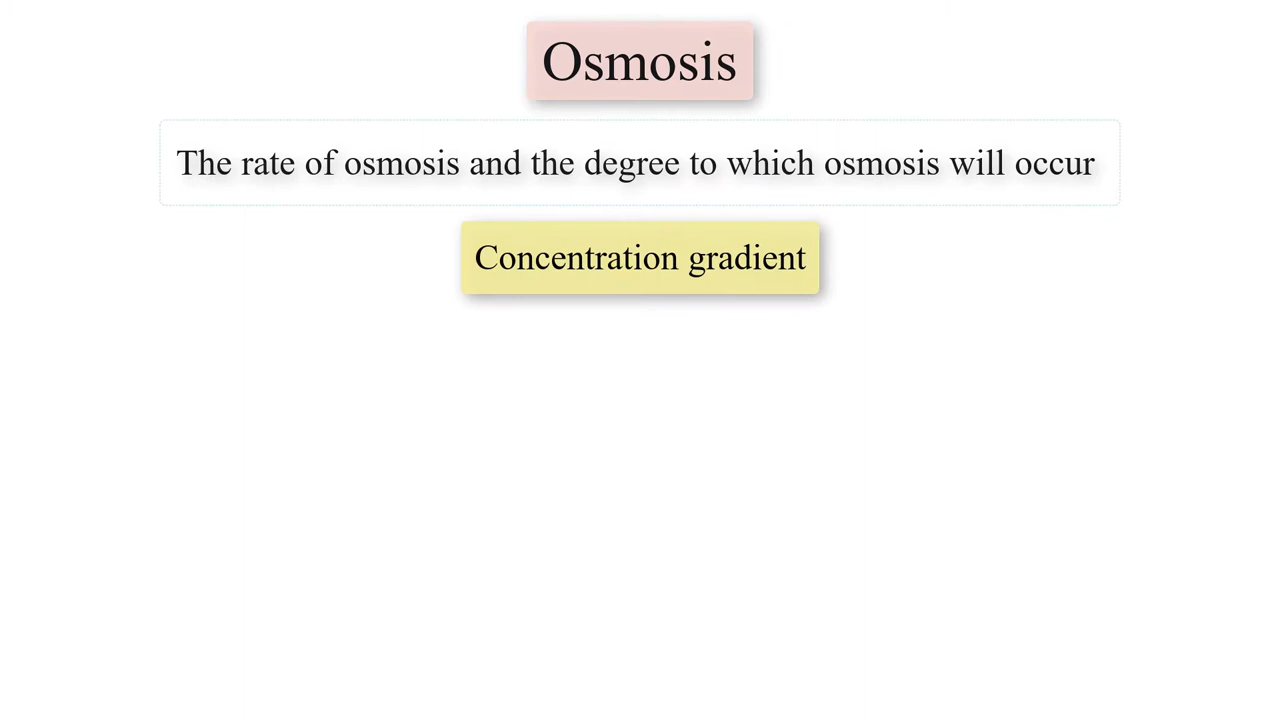 Osmosis
The rate of osmosis and the degree to which osmosis will occur
Concentration gradient